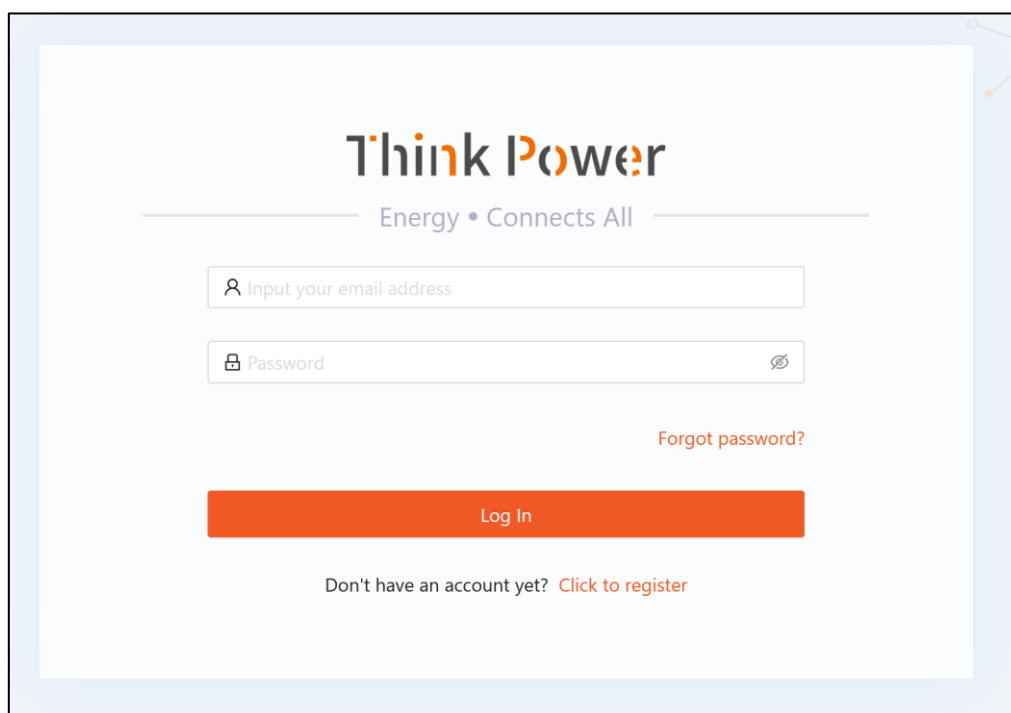 Think Power
Energy • Connects All
Input your email address
Password
Forgot password?
Log In
Don't have an account yet? Click to register